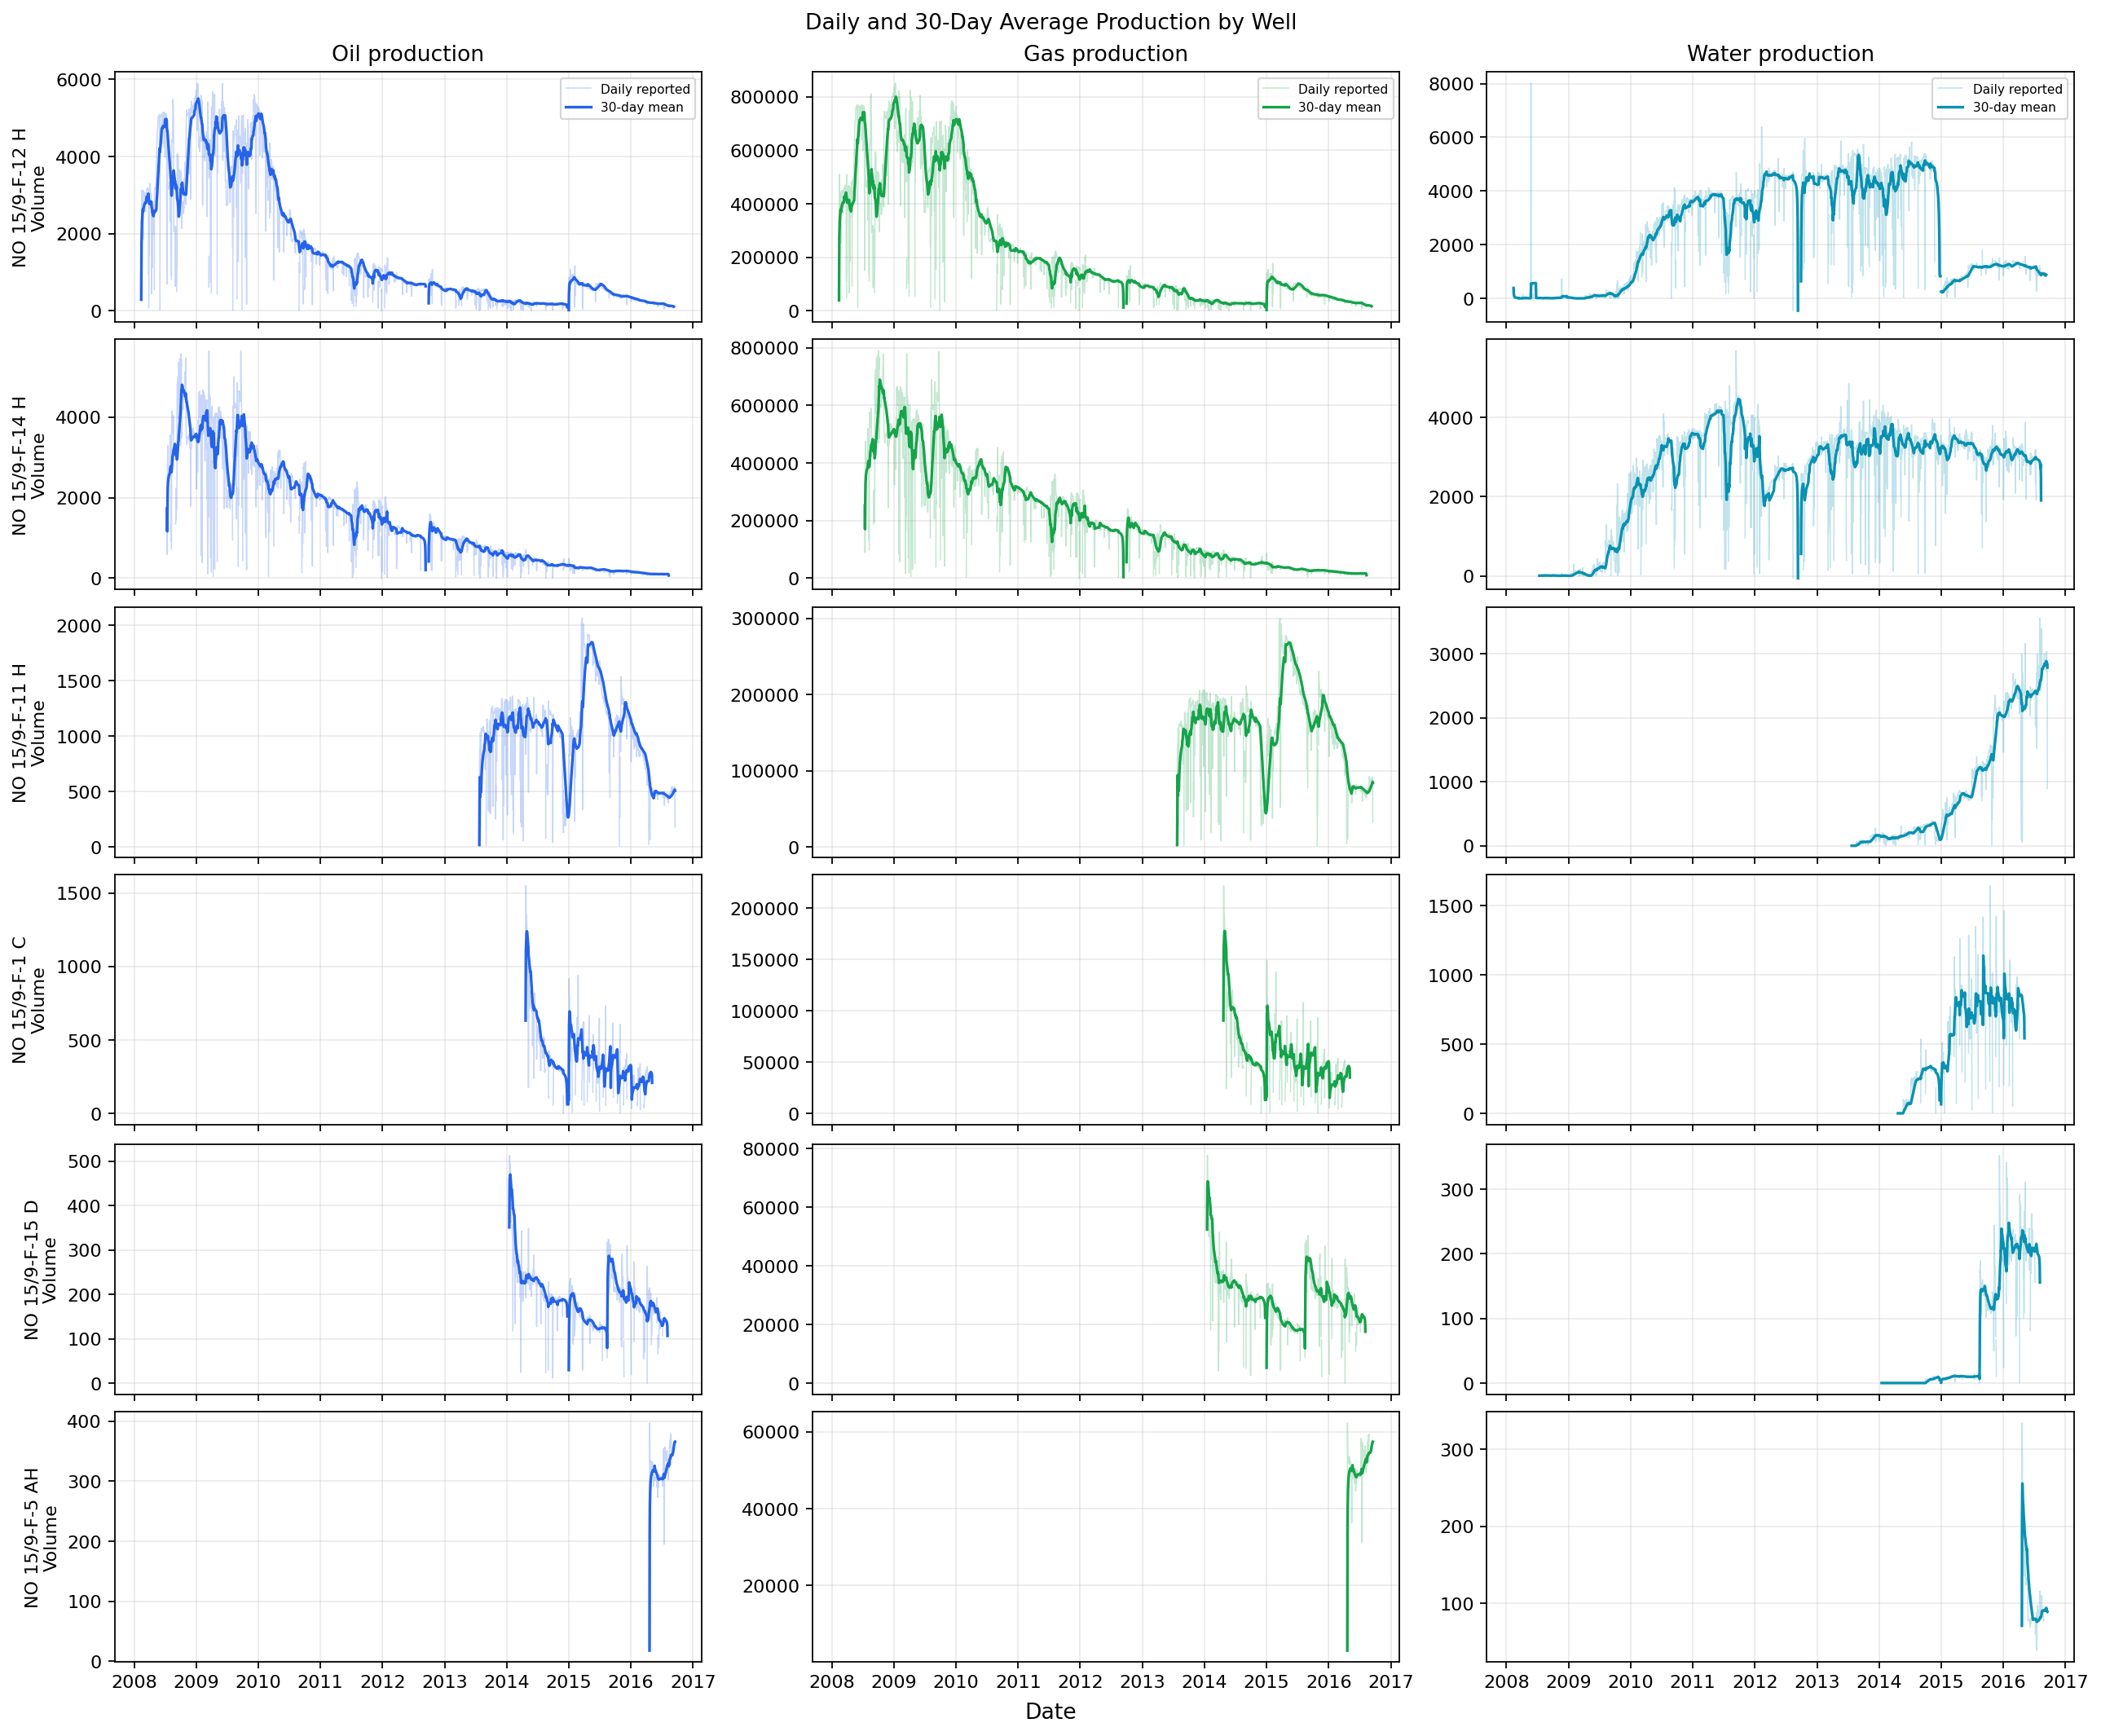 Daily and 30-Day Average Production by Well
Oil production
Gas production
Water production
NO 15/9-F-12 H
Volume
6000
4000
2000
0
Daily reported
30-day mean
800000
600000
400000
200000
0
Daily reported
30-day mean
8000
6000
4000
2000
0
Daily reported
30-day mean
NO 15/9-F-14 H
Volume
4000
2000
0
800000
600000
400000
200000
0
4000
2000
0
NO 15/9-F-11 H
Volume
2000
1500
1000
500
0
300000
200000
100000
0
3000
2000
1000
0
NO 15/9-F-1 C
Volume
1500
1000
500
0
200000
150000
100000
50000
0
1500
1000
500
0
NO 15/9-F-15 D
Volume
500
400
300
200
100
0
80000
60000
40000
20000
0
300
200
100
0
NO 15/9-F-5 AH
Volume
400
300
200
100
0
60000
40000
20000
300
200
100
2008 2009 2010 2011 2012 2013 2014 2015 2016 2017
2008 2009 2010 2011 2012 2013 2014 2015 2016 2017
2008 2009 2010 2011 2012 2013 2014 2015 2016 2017
Date